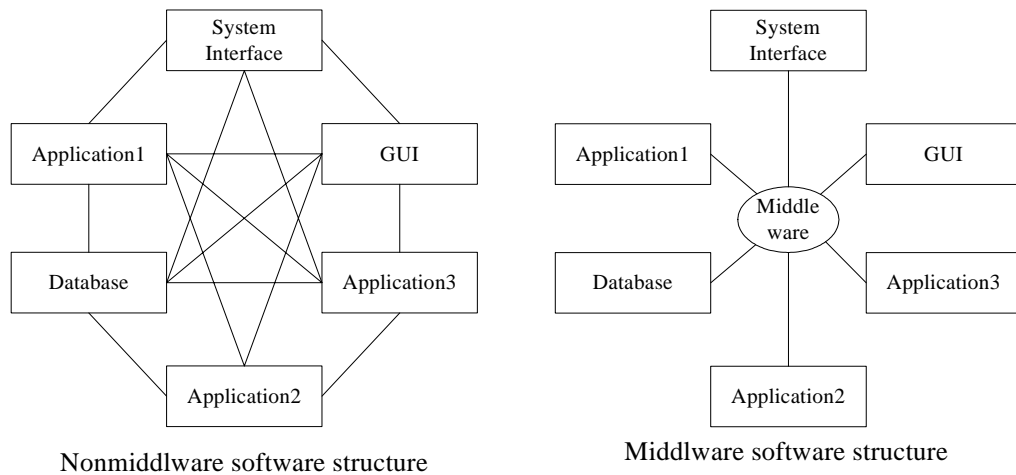 System
Interface
Application1
GUI
Database
Application3
Application2
Nonmiddlware software structure
System
Interface
Application1
GUI
Middle
ware
Database
Application3
Application2
Middlware software structure